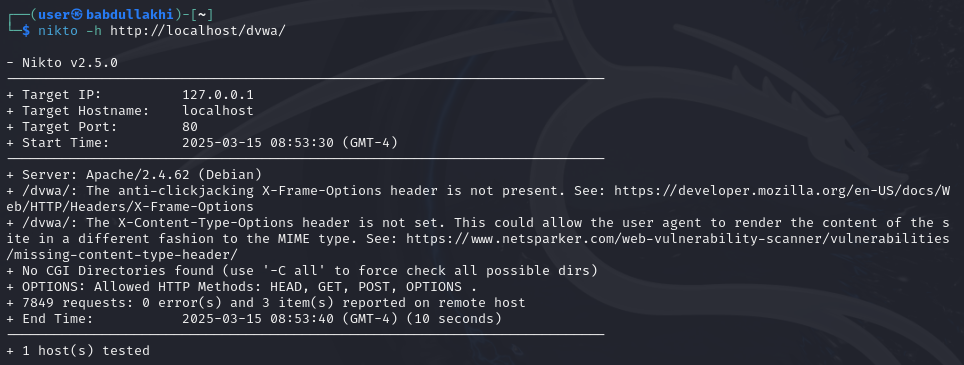 ┌──(user㉿babdullakhi)-[~]
└─$ nikto -h http://localhost/dvwa/
- Nikto v2.5.0
---------------------------------------------------------------------------
+ Target IP:          127.0.0.1
+ Target Hostname:    localhost
+ Target Port:        80
+ Start Time:         2025-03-15 08:53:30 (GMT-4)
---------------------------------------------------------------------------
+ Server: Apache/2.4.62 (Debian)
+ /dvwa/: The anti-clickjacking X-Frame-Options header is not present. See: https://developer.mozilla.org/en-US/docs/W
eb/HTTP/Headers/X-Frame-Options
+ /dvwa/: The X-Content-Type-Options header is not set. This could allow the user agent to render the content of the s
ite in a different fashion to the MIME type. See: https://www.netsparker.com/web-vulnerability-scanner/vulnerabilities
/missing-content-type-header/
+ No CGI Directories found (use '-C all' to force check all possible dirs)
+ OPTIONS: Allowed HTTP Methods: HEAD, GET, POST, OPTIONS .
+ 7849 requests: 0 error(s) and 3 item(s) reported on remote host
+ End Time:           2025-03-15 08:53:40 (GMT-4) (10 seconds)
---------------------------------------------------------------------------
+ 1 host(s) tested